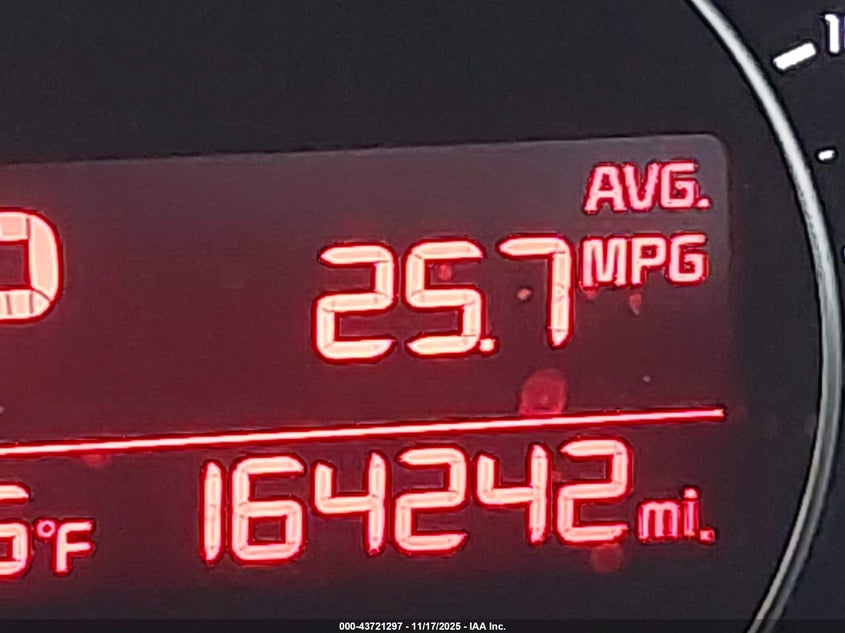 AVG.
25.7 MPG
164242 mi.
°F
000-43721297 - 11/17/2025 - IAA Inc.